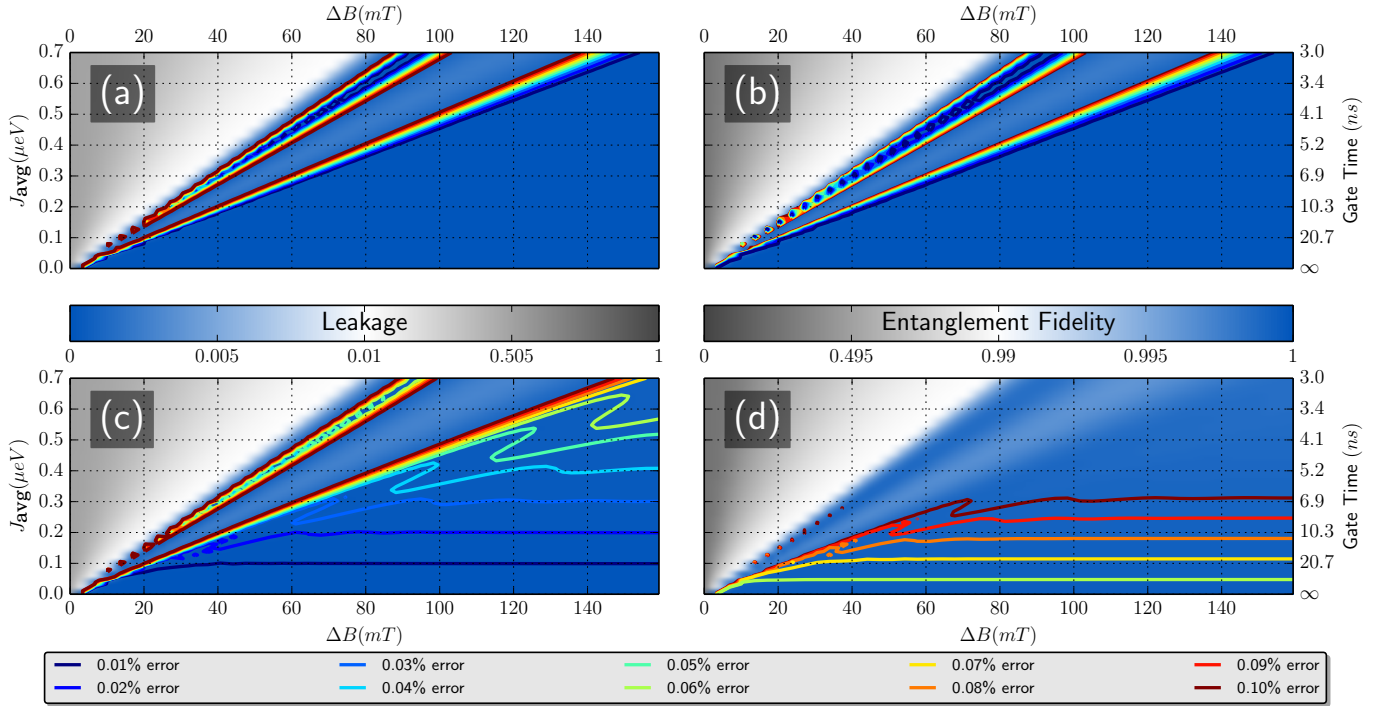 ΔB(mT)
ΔB(mT)
0 20 40 60 80 100 120 140
0 20 40 60 80 100 120 140
0.7
0.6
0.5
0.4
0.3
0.2
0.1
0.0
J_avg(μeV)
(a)
(b)
3.0
3.4
4.1
5.2
6.9
10.3
20.7
∞
Gate Time (ns)
Leakage
0 0.005 0.01 0.505 1
Entanglement Fidelity
0 0.495 0.99 0.995 1
0.7
0.6
0.5
0.4
0.3
0.2
0.1
0.0
J_avg(μeV)
(c)
(d)
3.0
3.4
4.1
5.2
6.9
10.3
20.7
∞
Gate Time (ns)
0 20 40 60 80 100 120 140
0 20 40 60 80 100 120 140
ΔB(mT)
ΔB(mT)
0.01% error 0.03% error 0.05% error 0.07% error 0.09% error
0.02% error 0.04% error 0.06% error 0.08% error 0.10% error